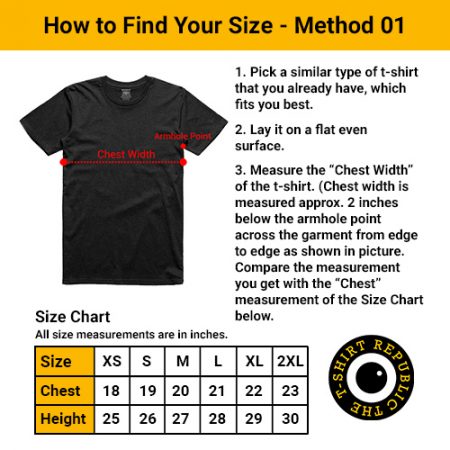 How to Find Your Size - Method 01
Armhole Point
Chest Width
1. Pick a similar type of t-shirt
that you already have, which
fits you best.
2. Lay it on a flat even
surface.
3. Measure the “Chest Width”
of the t-shirt. (Chest width is
measured approx. 2 inches
below the armhole point
across the garment from edge
to edge as shown in picture.
Compare the measurement
you get with the “Chest”
measurement of the Size Chart
below.
Size Chart
All size measurements are in inches.
Size XS S M L XL 2XL
Chest 18 19 20 21 22 23
Height 25 26 27 28 29 30
THE T-SHIRT REPUBLIC